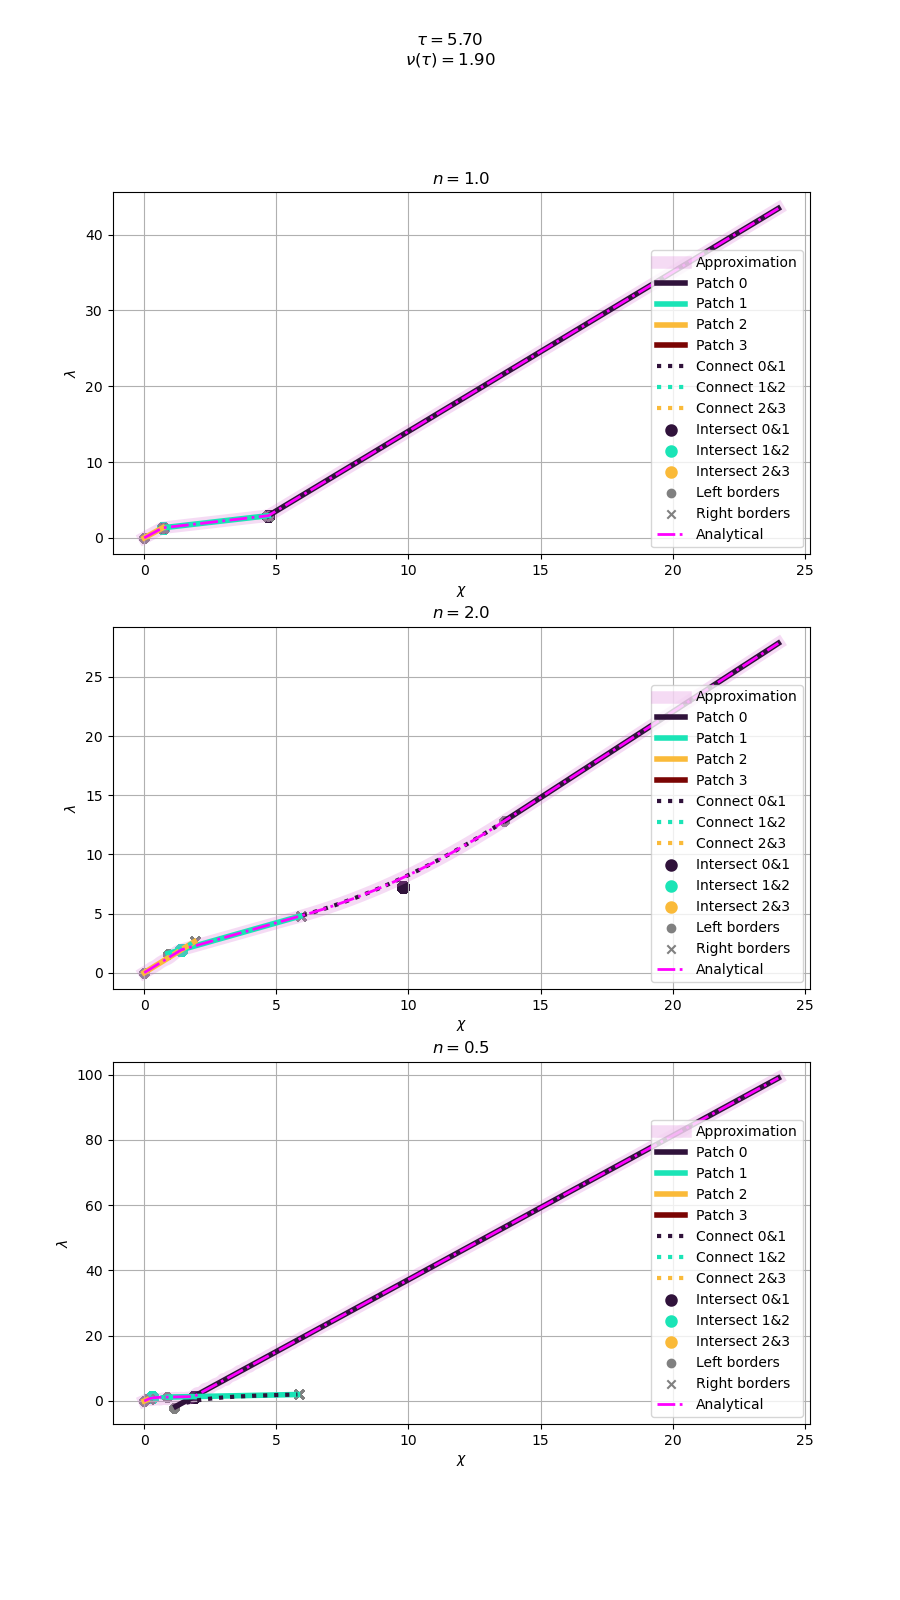 τ = 5.70
ν(τ) = 1.90
n = 1.0
40
30
20
10
0
λ
0 5 10 15 20 25
χ
Approximation
Patch 0
Patch 1
Patch 2
Patch 3
Connect 0&1
Connect 1&2
Connect 2&3
Intersect 0&1
Intersect 1&2
Intersect 2&3
Left borders
Right borders
Analytical
n = 2.0
25
20
15
10
5
0
λ
0 5 10 15 20 25
χ
Approximation
Patch 0
Patch 1
Patch 2
Patch 3
Connect 0&1
Connect 1&2
Connect 2&3
Intersect 0&1
Intersect 1&2
Intersect 2&3
Left borders
Right borders
Analytical
n = 0.5
100
80
60
40
20
0
λ
0 5 10 15 20 25
χ
Approximation
Patch 0
Patch 1
Patch 2
Patch 3
Connect 0&1
Connect 1&2
Connect 2&3
Intersect 0&1
Intersect 1&2
Intersect 2&3
Left borders
Right borders
Analytical